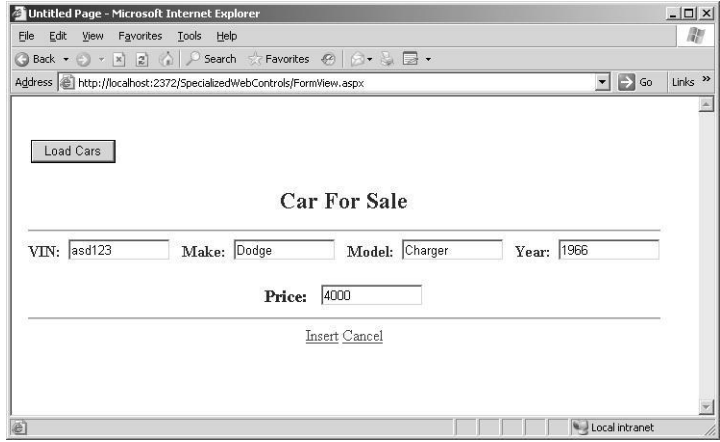 Untitled Page - Microsoft Internet Explorer
File Edit View Favorites Tools Help
Back Search Favorites
Address http://localhost:2372/SpecializedWebControls/FormView.aspx Go Links »
Load Cars
Car For Sale
VIN: asd123 Make: Dodge Model: Charger Year: 1966
Price: 4000
Insert Cancel
Local intranet